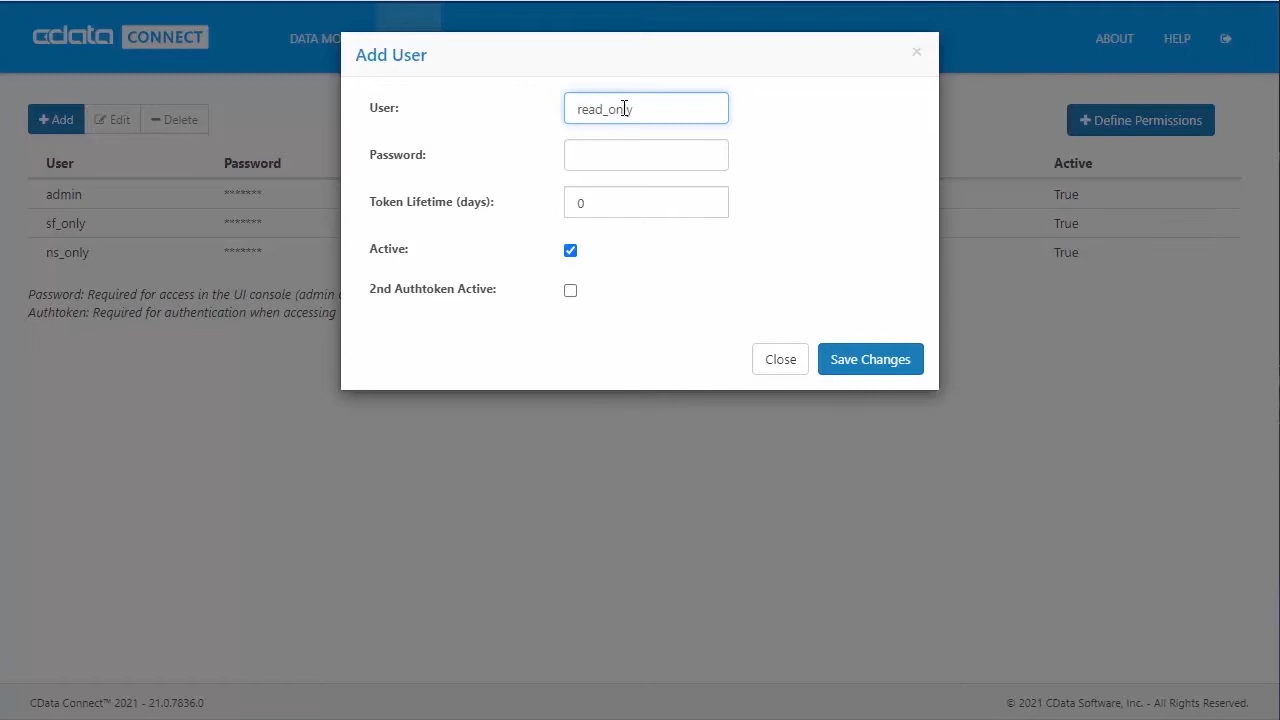 cdata CONNECT
DATA MO
ABOUT
HELP
Add User
×
User:
read_only
Password:
Token Lifetime (days):
0
Active:
2nd Authtoken Active:
Close
Save Changes
Add
Edit
Delete
Define Permissions
User Password Active
admin ******* True
sf_only ******* True
ns_only ******* True
Password: Required for access in the UI console (admin
Authtoken: Required for authentication when accessing
CData Connect™ 2021 - 21.0.7836.0
© 2021 CData Software, Inc. - All Rights Reserved.